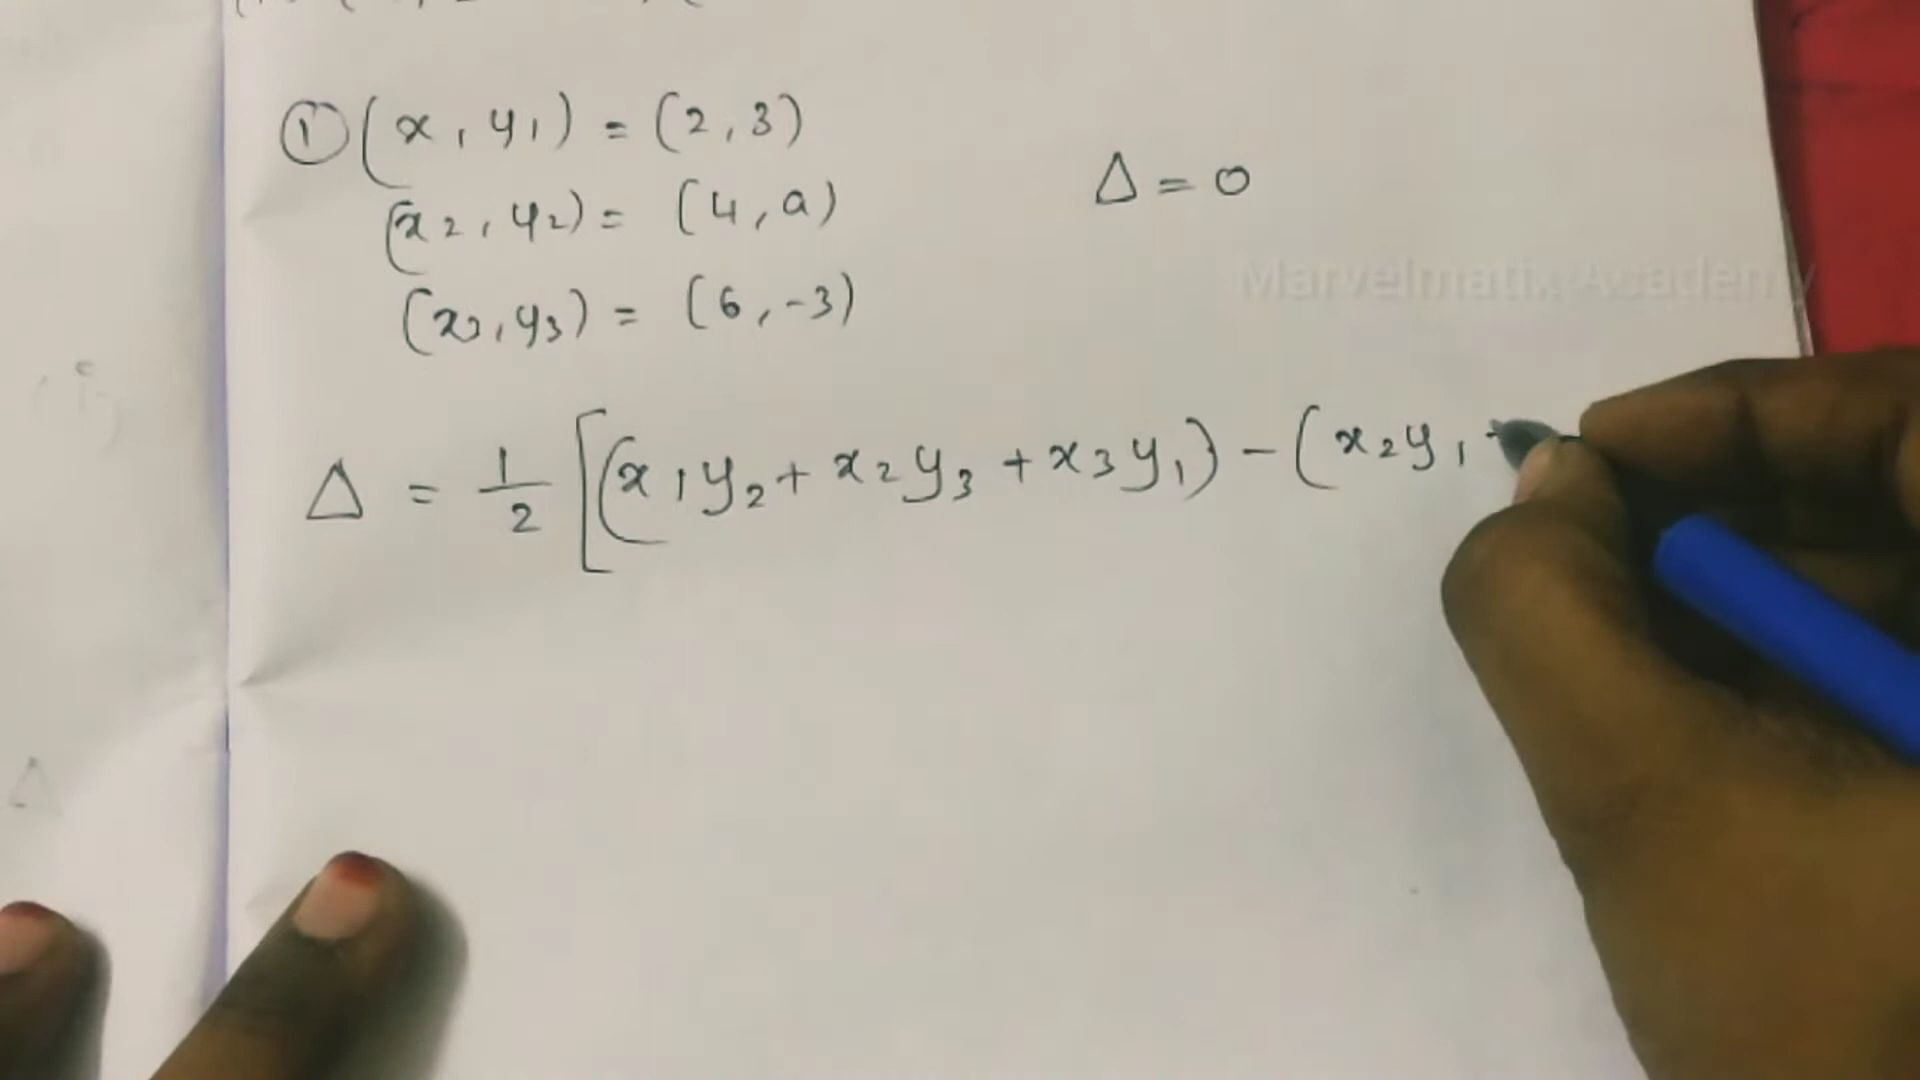 ① (x1, y1) = (2, 3)
(x2, y2) = (4, a)
(x3, y3) = (6, -3)
Δ = 0
Marvelmatix Academy
Δ = 1/2 [(x1y2 + x2y3 + x3y1) - (x2y1 +
Δ